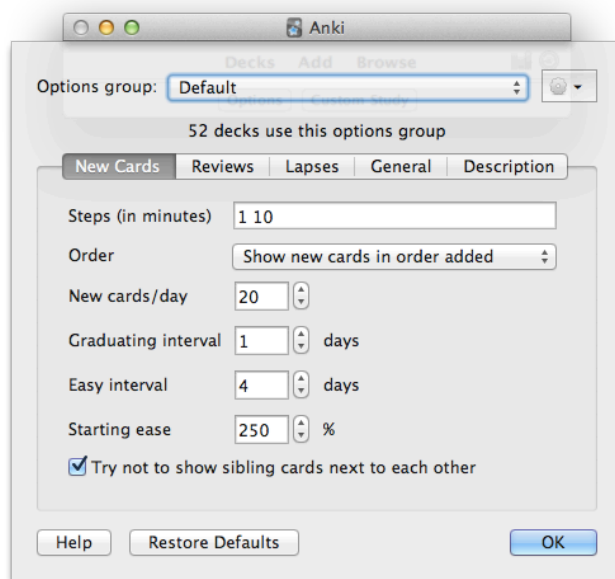 Anki
Decks Add Browse
Options group: Default
Options Custom Study
52 decks use this options group
New Cards Reviews Lapses General Description
Steps (in minutes) 1 10
Order Show new cards in order added
New cards/day 20
Graduating interval 1 days
Easy interval 4 days
Starting ease 250 %
Try not to show sibling cards next to each other
Help Restore Defaults OK